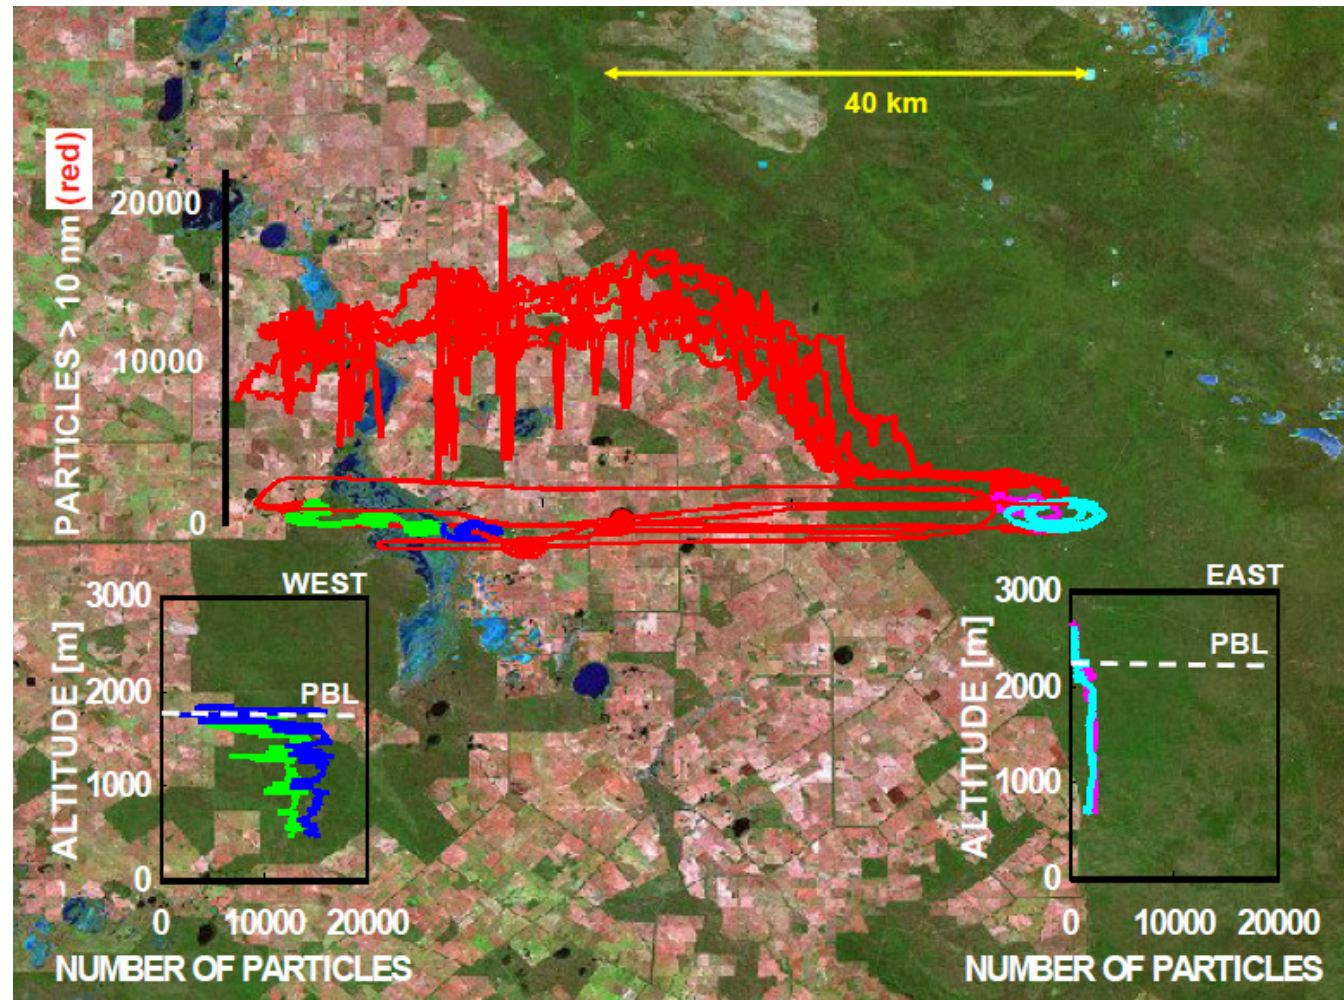 40 km
PARTICLES > 10 nm (red)
20000
10000
0
WEST
3000
2000
1000
0
ALTITUDE [m]
PBL
0 10000 20000
NUMBER OF PARTICLES
EAST
3000
2000
1000
0
ALTITUDE [m]
PBL
0 10000 20000
NUMBER OF PARTICLES